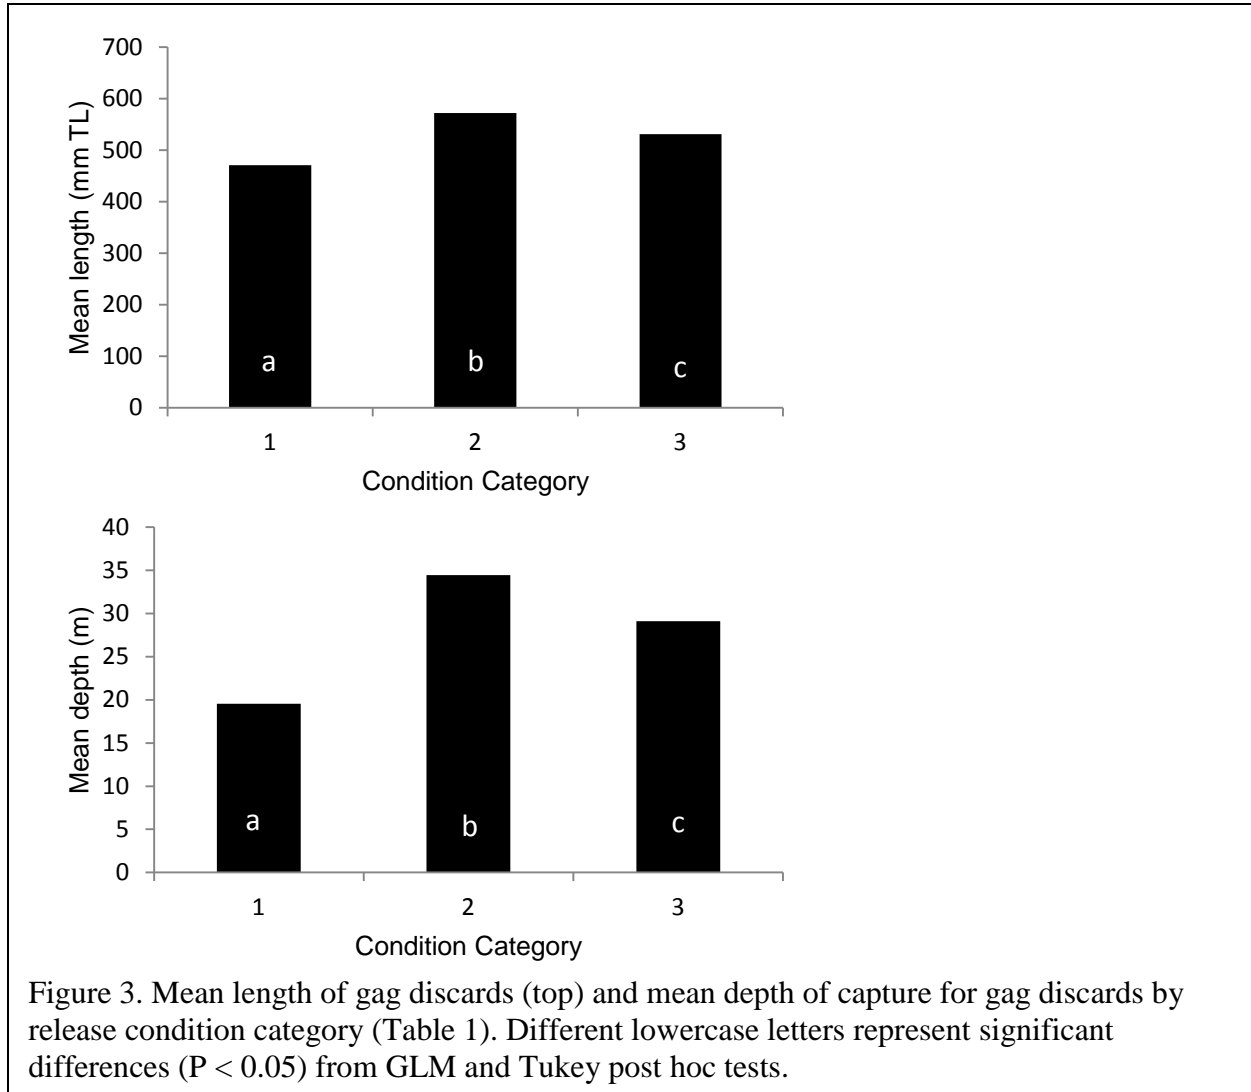 700
600
500
400
300
200
100
0
Mean length (mm TL)
a
b
c
1 2 3
Condition Category
40
35
30
25
20
15
10
5
0
Mean depth (m)
a
b
c
1 2 3
Condition Category
Figure 3. Mean length of gag discards (top) and mean depth of capture for gag discards by
release condition category (Table 1). Different lowercase letters represent significant
differences (P < 0.05) from GLM and Tukey post hoc tests.